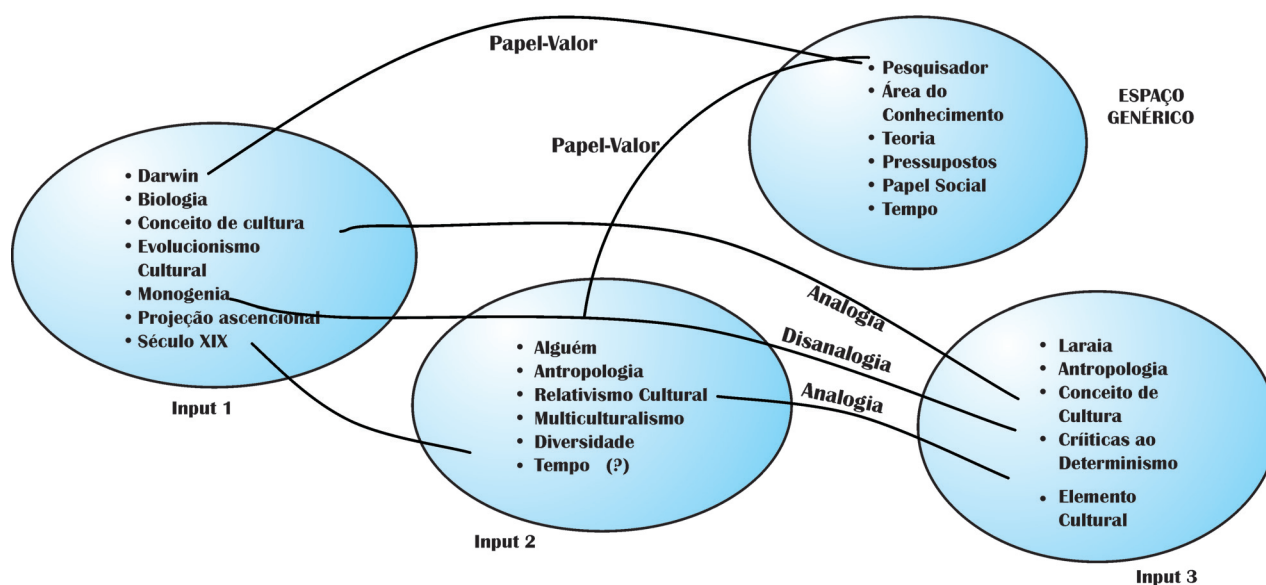 Papel-Valor
• Pesquisador
• Área do
Conhecimento
• Teoria
• Pressupostos
• Papel Social
• Tempo
ESPAÇO
GENÉRICO
Papel-Valor
• Darwin
• Biologia
• Conceito de cultura
• Evolucionismo
Cultural
• Monogenia
• Projeção ascencional
• Século XIX
Input 1
Analogia
Disanalogia
Analogia
• Alguém
• Antropologia
• Relativismo Cultural
• Multiculturalismo
• Diversidade
• Tempo (?)
Input 2
• Laraia
• Antropologia
• Conceito de
Cultura
• Críiticas ao
Determinismo
• Elemento
Cultural
Input 3